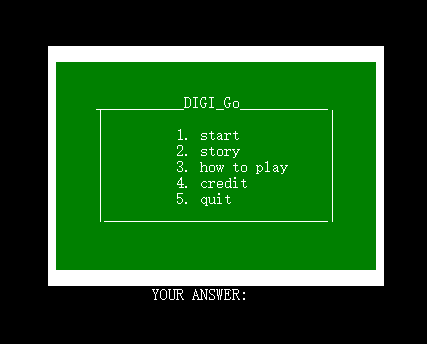 DIGI_Go
1. start
2. story
3. how to play
4. credit
5. quit
YOUR ANSWER: